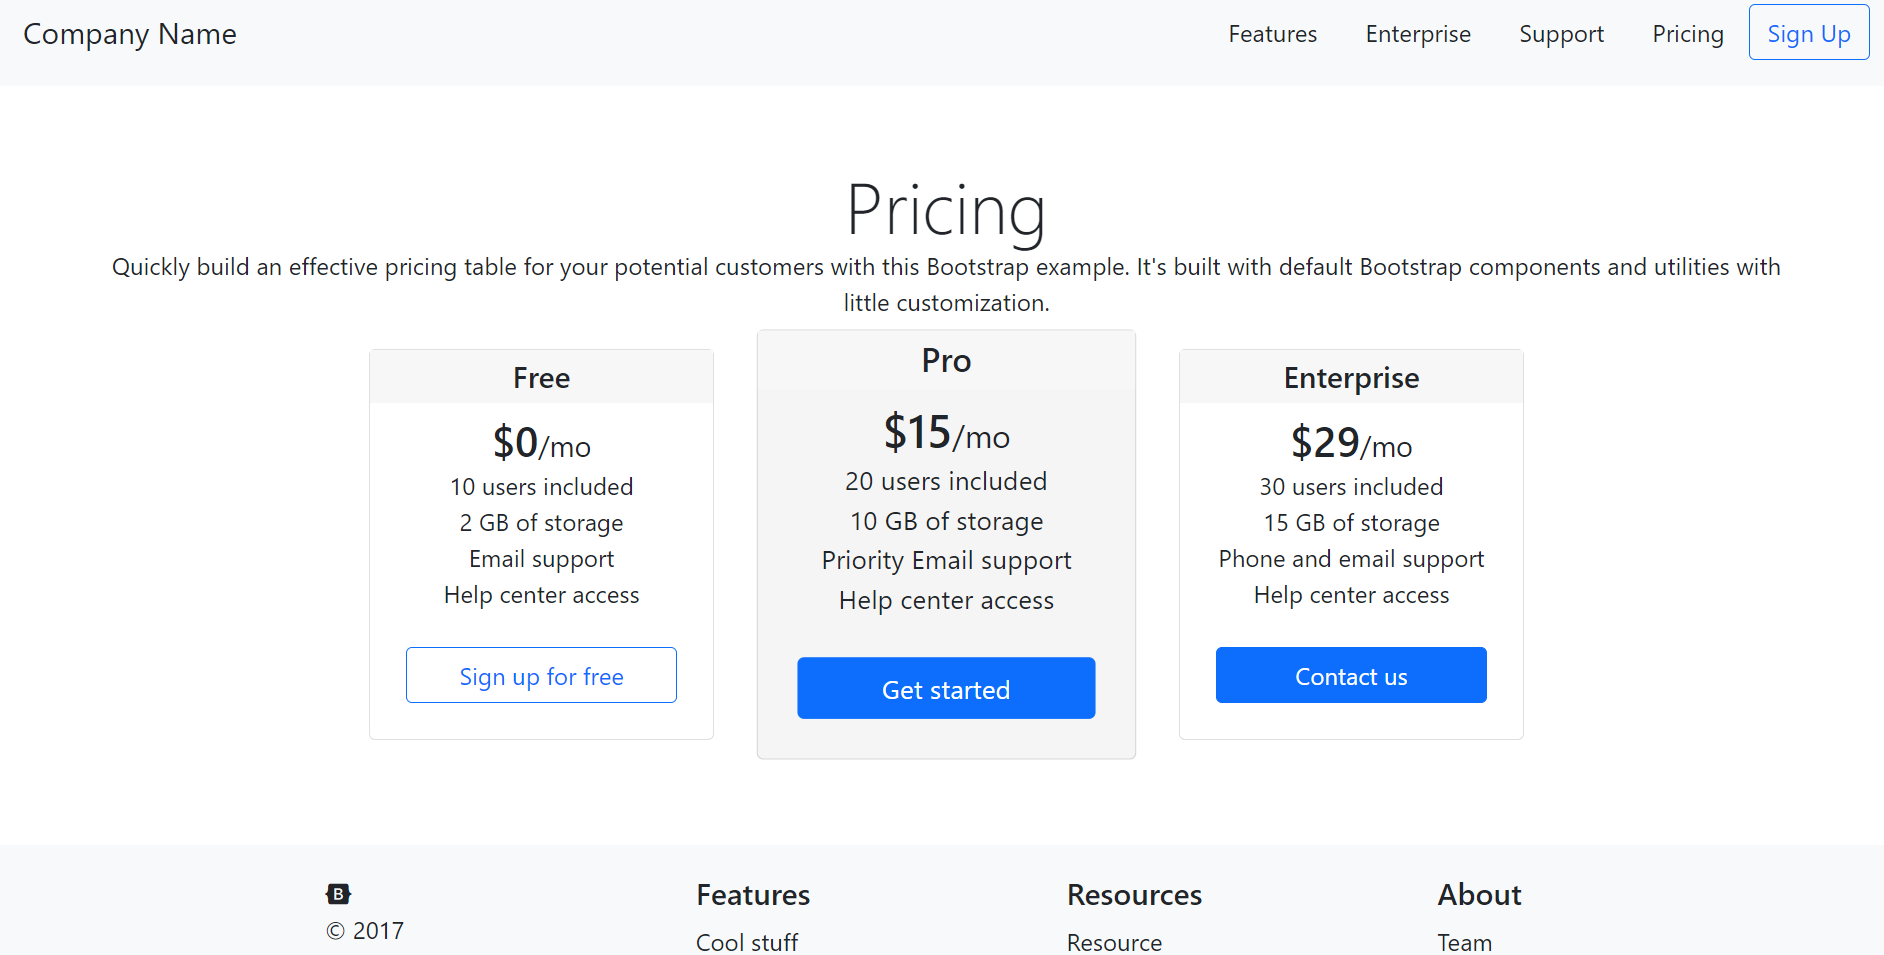 Company Name
Features
Enterprise
Support
Pricing
Sign Up
Pricing
Quickly build an effective pricing table for your potential customers with this Bootstrap example. It's built with default Bootstrap components and utilities with
little customization.
Free
$0/mo
10 users included
2 GB of storage
Email support
Help center access
Sign up for free
Pro
$15/mo
20 users included
10 GB of storage
Priority Email support
Help center access
Get started
Enterprise
$29/mo
30 users included
15 GB of storage
Phone and email support
Help center access
Contact us
B
© 2017
Features
Cool stuff
Resources
Resource
About
Team